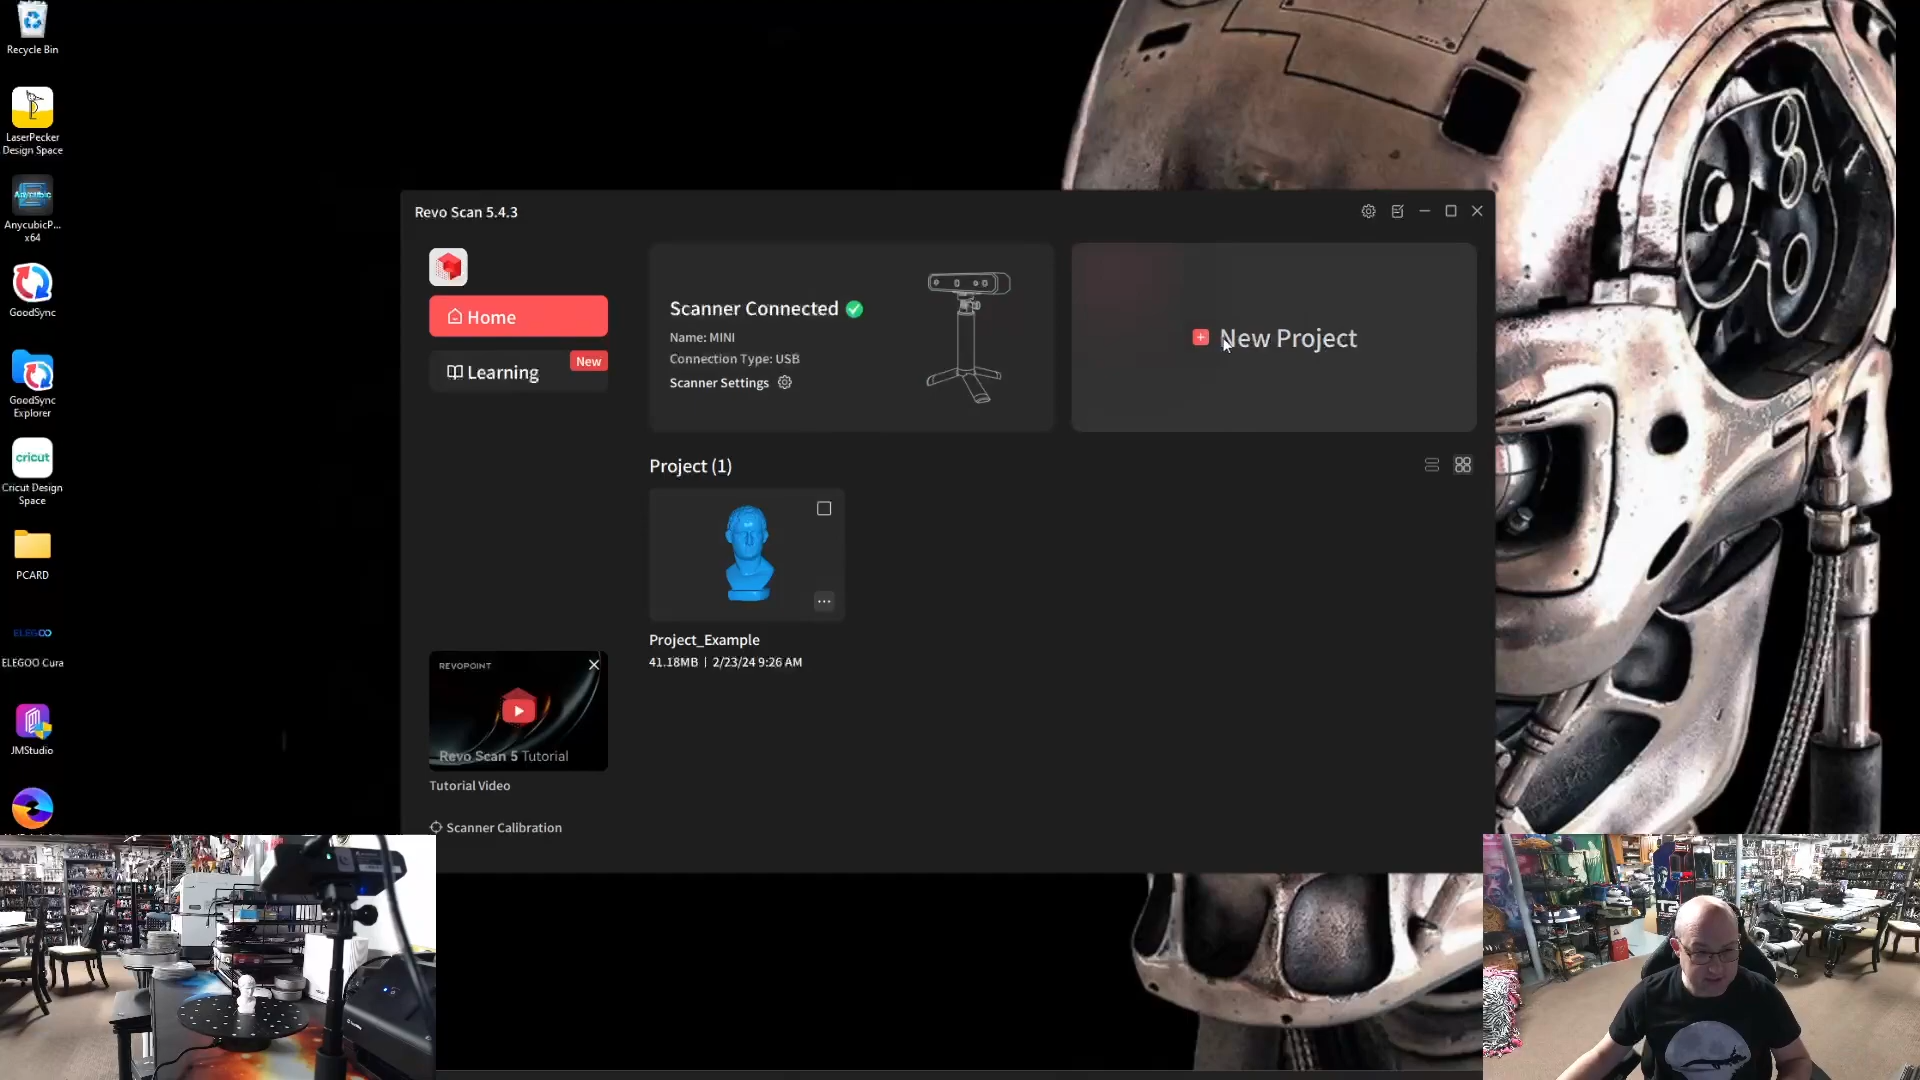 Recycle Bin
LaserPecker
Design Space
Anycubic
AnycubicP...
x64
GoodSync
GoodSync
Explorer
cricut
Cricut Design
Space
PCARD
ELEGOO
ELEGOO Cura
JMStudio
Revo Scan 5.4.3
Home
Learning
New
Scanner Connected
Name: MINI
Connection Type: USB
Scanner Settings
New Project
Project (1)
Project_Example
41.18MB | 2/23/24 9:26 AM
REVOPOINT
Revo Scan 5 Tutorial
Tutorial Video
Scanner Calibration
T2